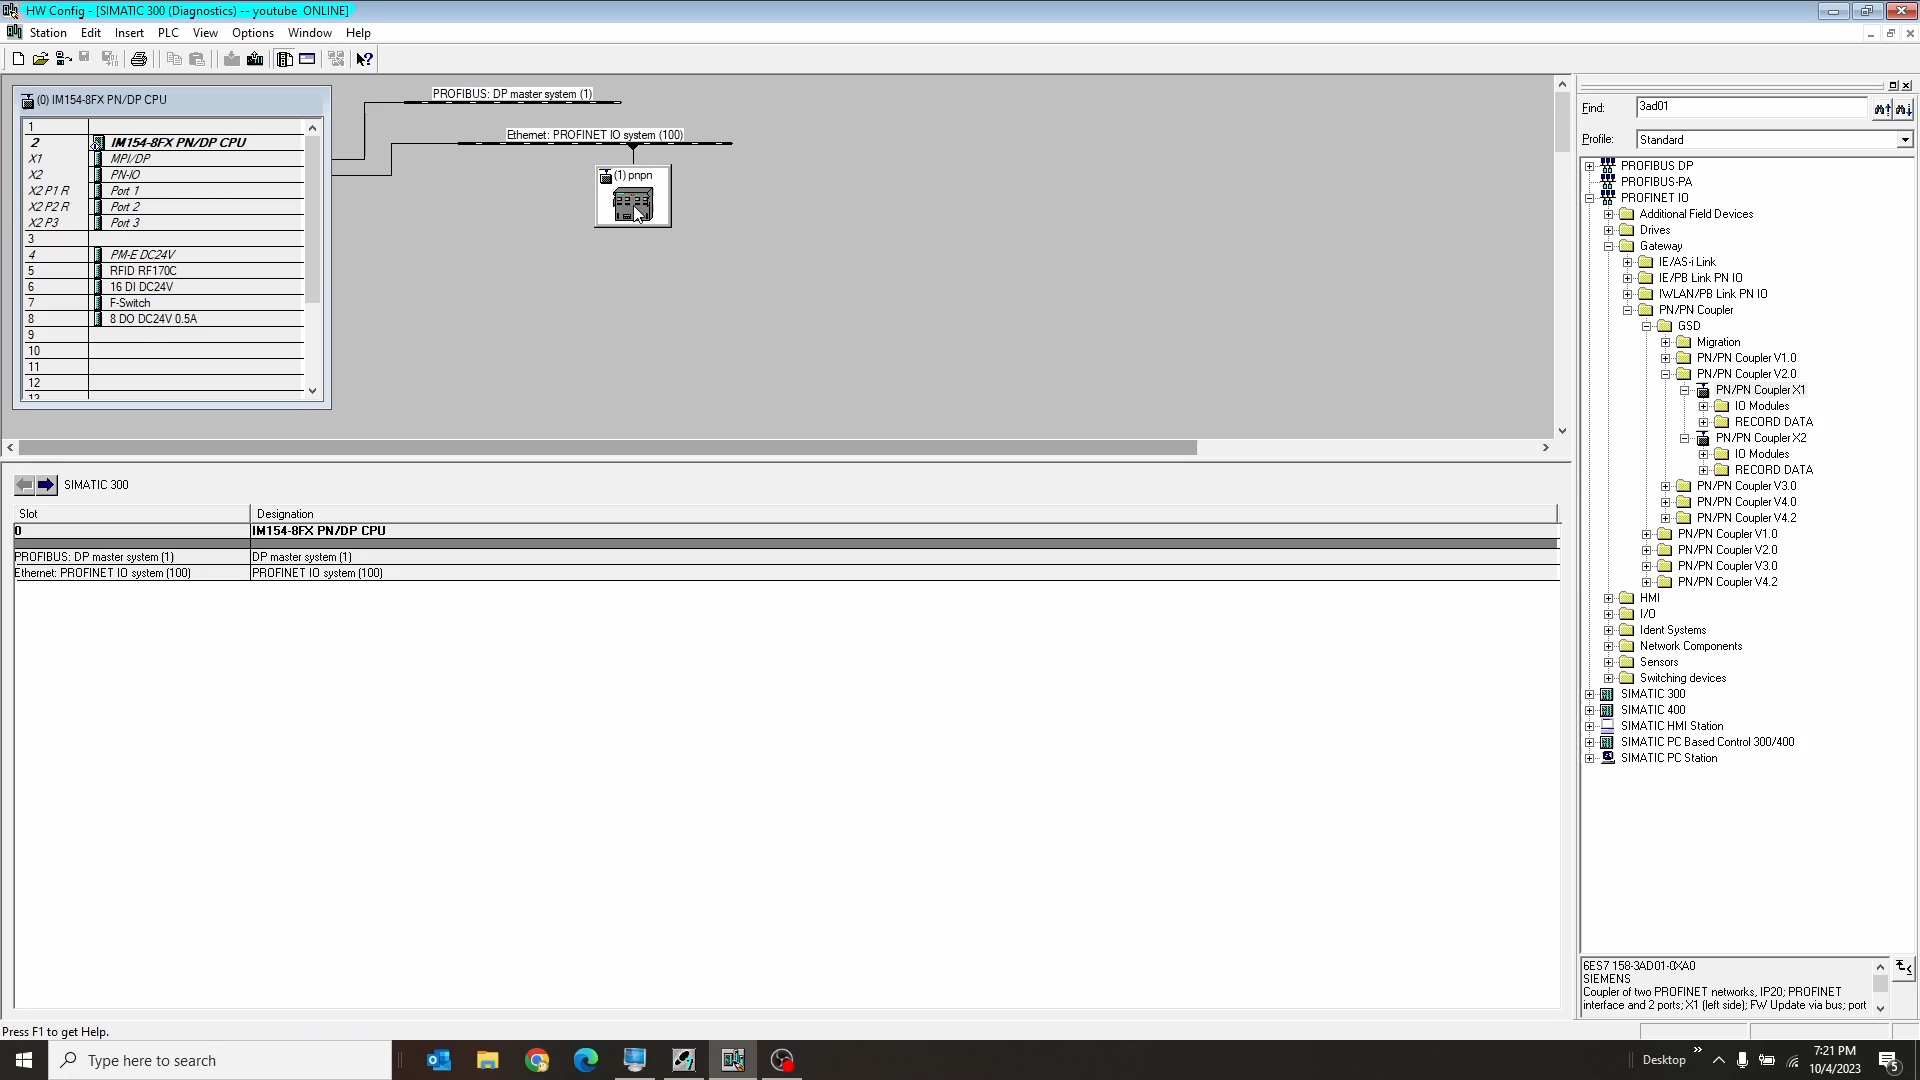 HW Config - [SIMATIC 300 (Diagnostics) -- youtube  ONLINE]
Station Edit Insert PLC View Options Window Help
(0) IM154-8FX PN/DP CPU
1
2 IM154-8FX PN/DP CPU
X1 MPI/DP
X2 PN-IO
X2 P1 R Port 1
X2 P2 R Port 2
X2 P3 Port 3
3
4 PM-E DC24V
5 RFID RF170C
6 16 DI DC24V
7 F-Switch
8 8 DO DC24V 0.5A
9
10
11
12
13
PROFIBUS: DP master system (1)
Ethernet: PROFINET IO system (100)
(1) pnpn
SIMATIC 300
Slot Designation
0 IM154-8FX PN/DP CPU
PROFIBUS: DP master system (1) DP master system (1)
Ethernet: PROFINET IO system (100) PROFINET IO system (100)
Find: 3ad01
Profile: Standard
PROFIBUS DP
PROFIBUS-PA
PROFINET IO
Additional Field Devices
Drives
Gateway
IE/AS-i Link
IE/PB Link PN IO
IWLAN/PB Link PN IO
PN/PN Coupler
GSD
Migration
PN/PN Coupler V1.0
PN/PN Coupler V2.0
PN/PN Coupler X1
IO Modules
RECORD DATA
PN/PN Coupler X2
IO Modules
RECORD DATA
PN/PN Coupler V3.0
PN/PN Coupler V4.0
PN/PN Coupler V4.2
PN/PN Coupler V1.0
PN/PN Coupler V2.0
PN/PN Coupler V3.0
PN/PN Coupler V4.2
HMI
I/O
Ident Systems
Network Components
Sensors
Switching devices
SIMATIC 300
SIMATIC 400
SIMATIC HMI Station
SIMATIC PC Based Control 300/400
SIMATIC PC Station
6ES7 158-3AD01-0XA0
SIEMENS
Coupler of two PROFINET networks, IP20; PROFINET
interface and 2 ports; X1 (left side); FW Update via bus; port
Press F1 to get Help.
Type here to search
Desktop
7:21 PM
10/4/2023
5